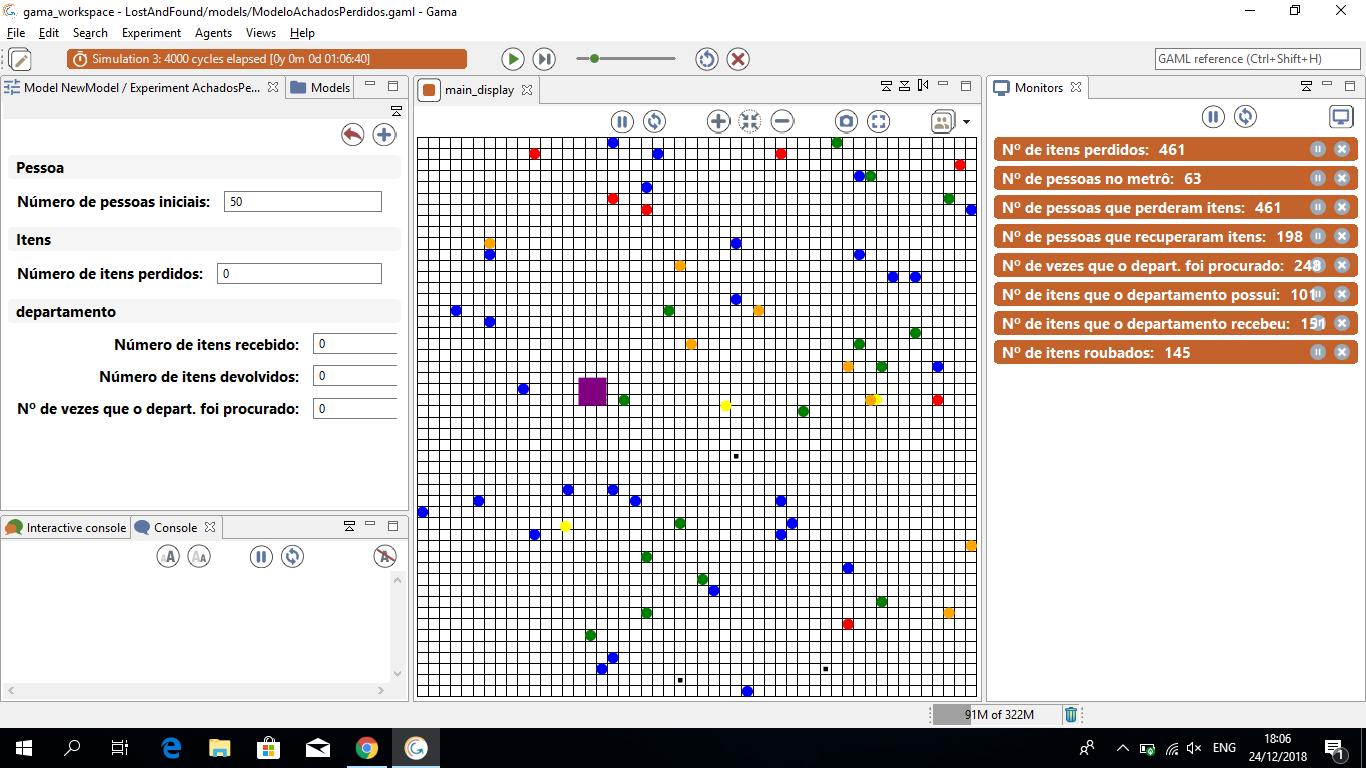 gama_workspace - LostAndFound/models/ModeloAchadosPerdidos.gaml - Gama
File Edit Search Experiment Agents Views Help
Simulation 3: 4000 cycles elapsed [0y 0m 0d 01:06:40]
GAML reference (Ctrl+Shift+H)
Model NewModel / Experiment AchadosPe...
Models
main_display
Monitors
Pessoa
Número de pessoas iniciais: 50
Itens
Número de itens perdidos: 0
departamento
Número de itens recebido: 0
Número de itens devolvidos: 0
Nº de vezes que o depart. foi procurado: 0
Nº de itens perdidos: 461
Nº de pessoas no metrô: 63
Nº de pessoas que perderam itens: 461
Nº de pessoas que recuperaram itens: 198
Nº de vezes que o depart. foi procurado: 248
Nº de itens que o departamento possui: 101
Nº de itens que o departamento recebeu: 151
Nº de itens roubados: 145
Interactive console
Console
AA
AA
A
91M of 322M
ENG
18:06
24/12/2018
1